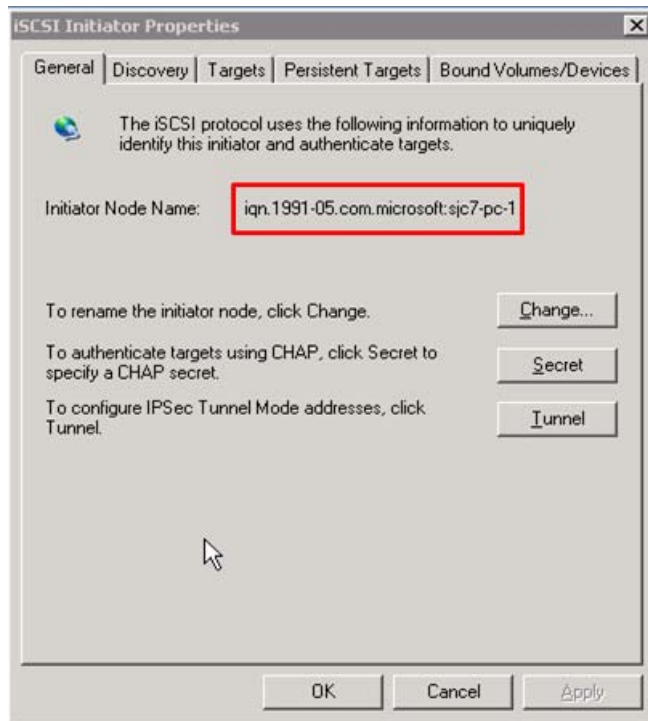 iSCSI Initiator Properties
General Discovery Targets Persistent Targets Bound Volumes/Devices
The iSCSI protocol uses the following information to uniquely
identify this initiator and authenticate targets.
Initiator Node Name: iqn.1991-05.com.microsoft:sjc7-pc-1
To rename the initiator node, click Change. Change...
To authenticate targets using CHAP, click Secret to
specify a CHAP secret.
Secret
To configure IPSec Tunnel Mode addresses, click
Tunnel.
Tunnel
OK Cancel Apply